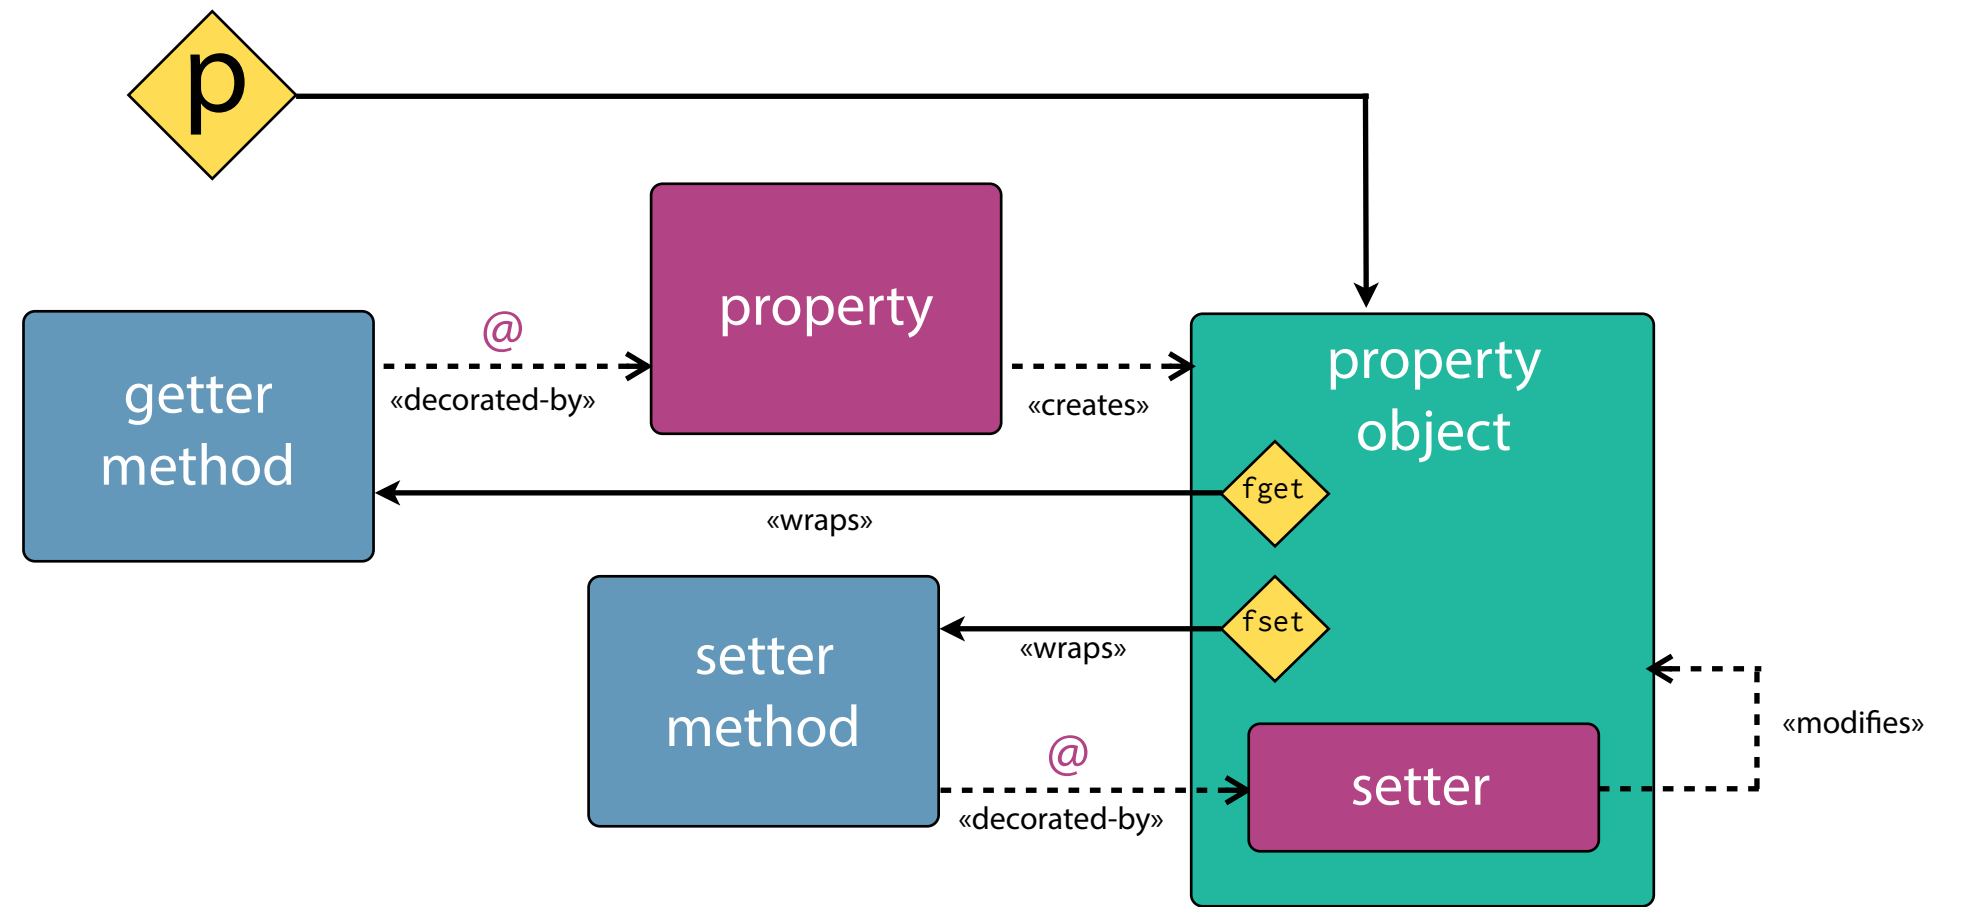 p
property
@
«decorated-by»
getter
method
«creates»
property
object
fget
«wraps»
fset
«wraps»
setter
method
@
«decorated-by»
setter
«modifies»